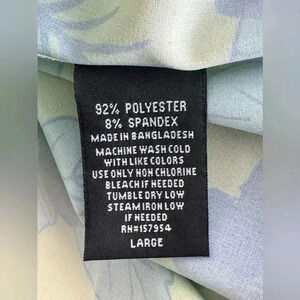 92% POLYESTER
8% SPANDEX
MADE IN BANGLADESH
MACHINE WASH COLD
WITH LIKE COLORS
USE ONLY NON CHLORINE
BLEACH IF NEEDED
TUMBLE DRY LOW
STEAM IRON LOW
IF NEEDED
RN#157954
LARGE